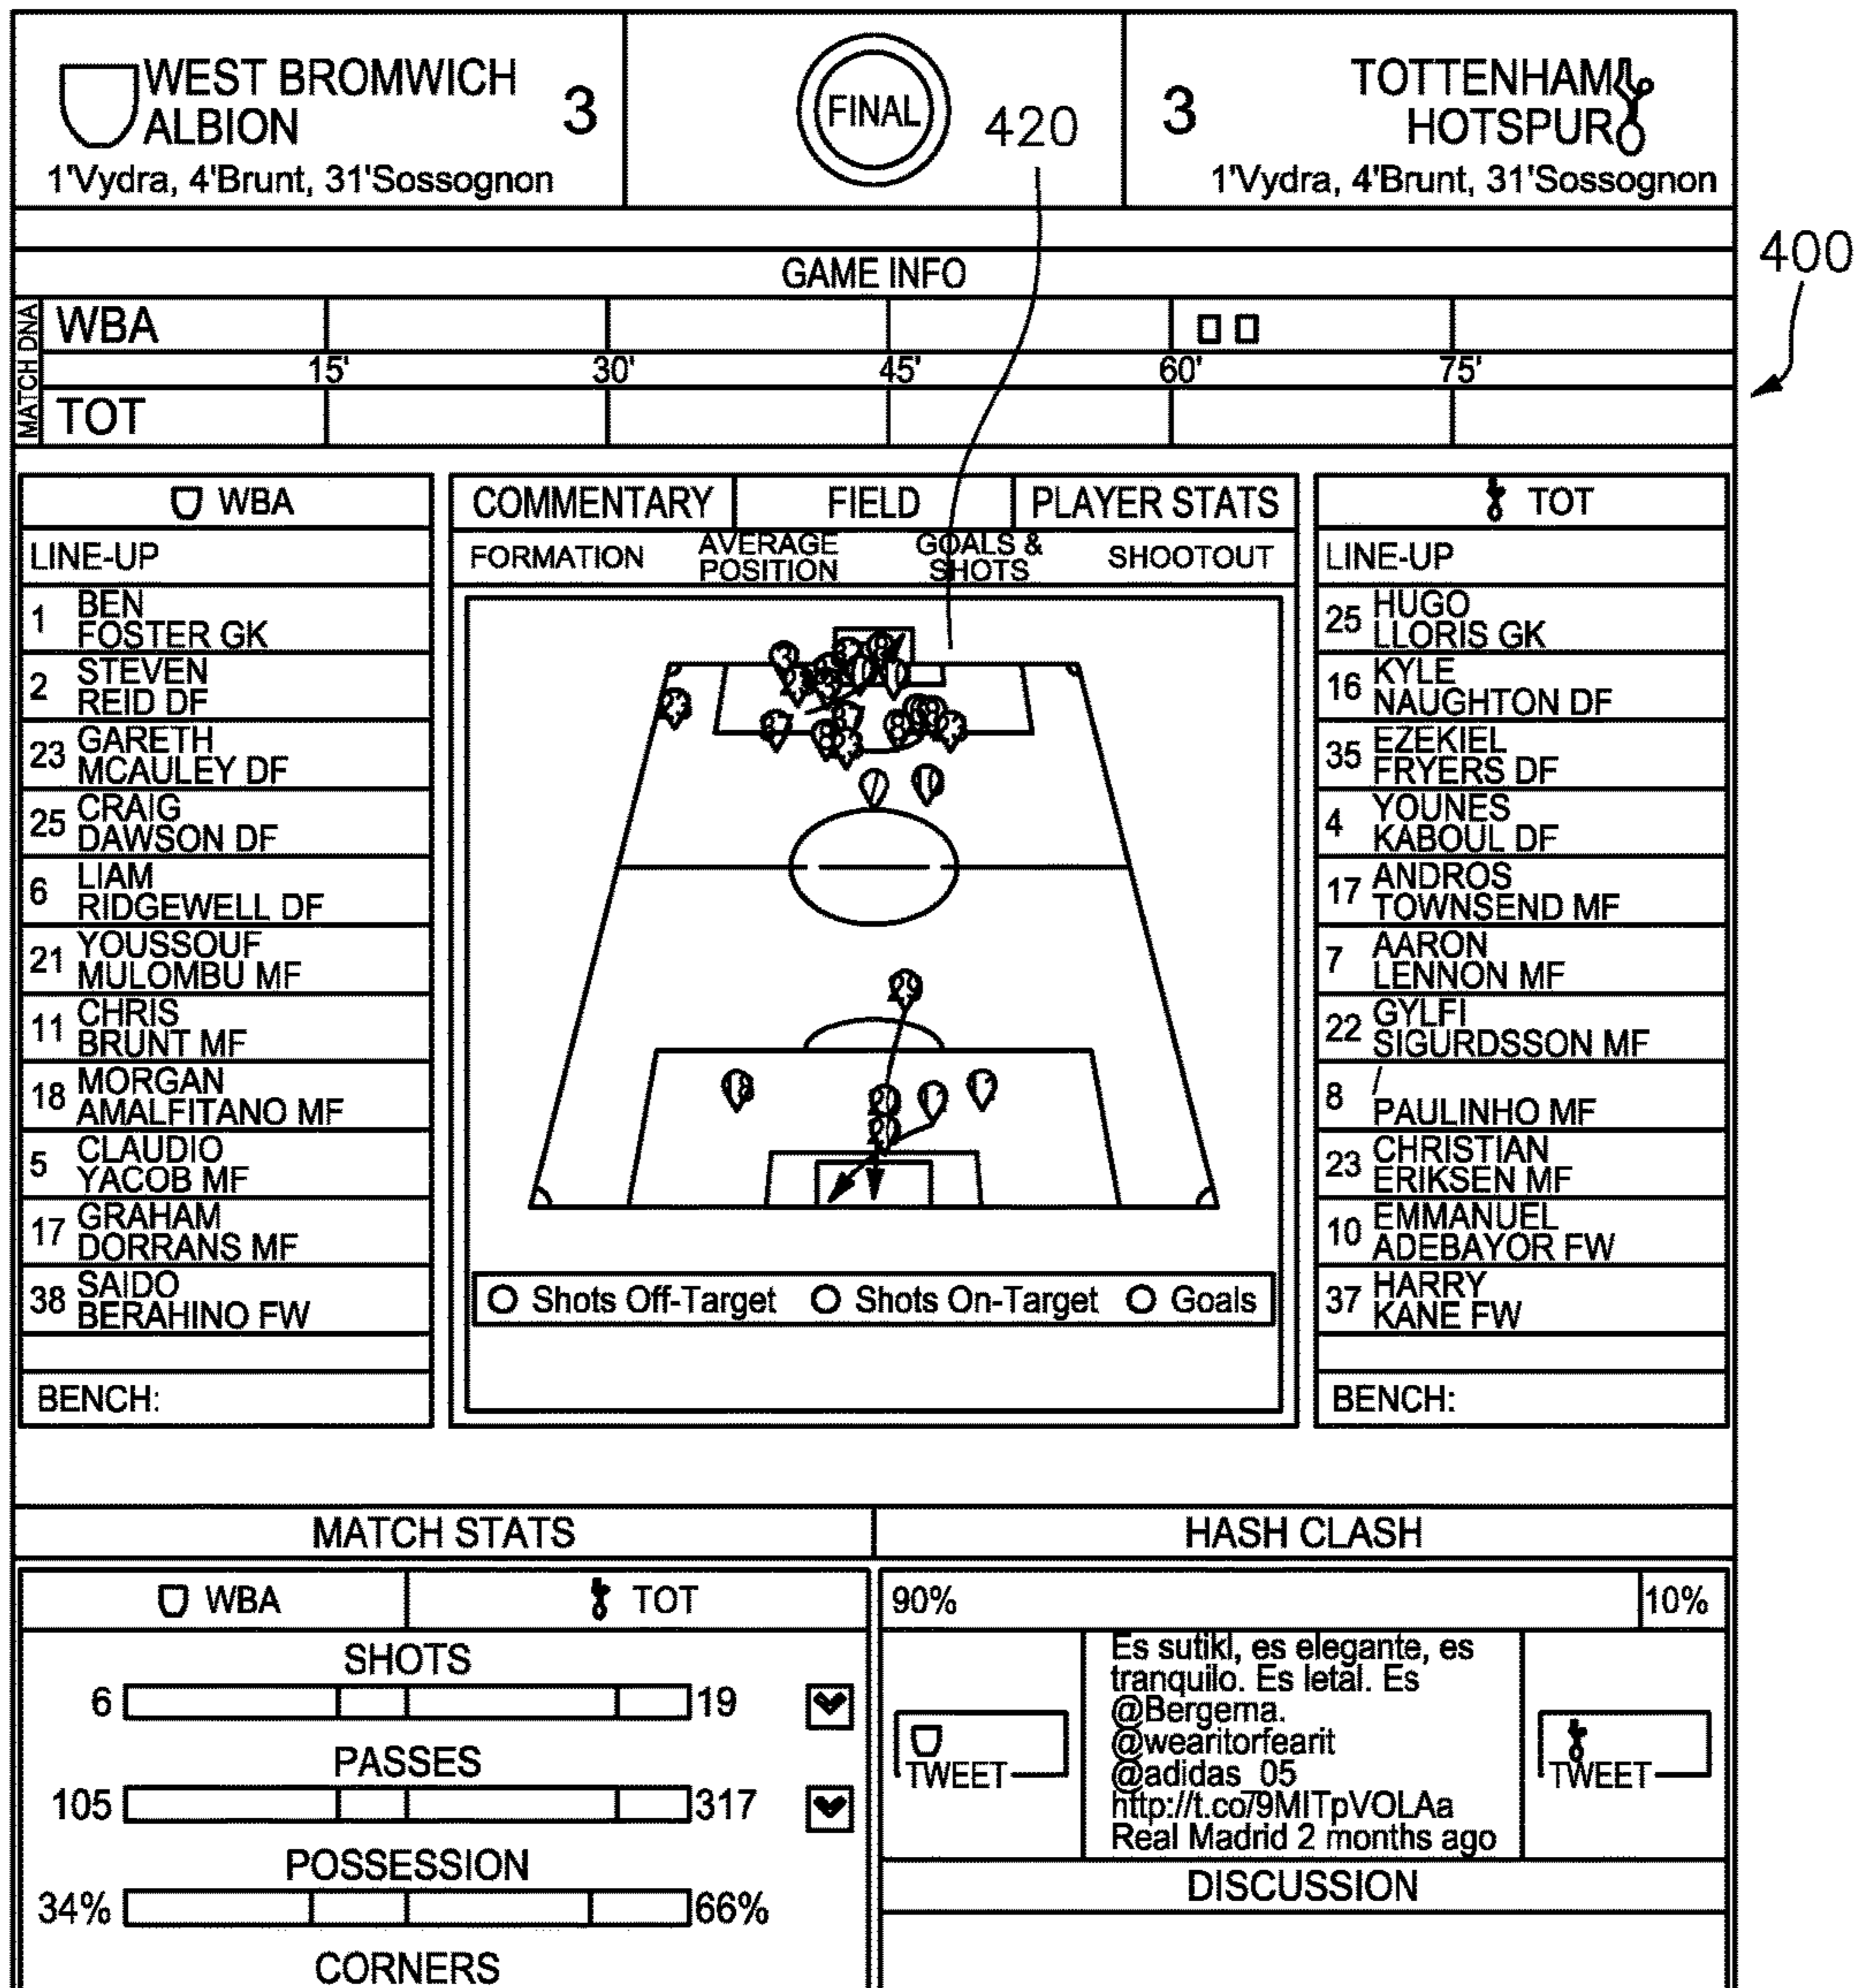 WEST BROMWICH
ALBION
3
1'Vydra, 4'Brunt, 31'Sossognon
FINAL
420
3
TOTTENHAM
HOTSPUR
1'Vydra, 4'Brunt, 31'Sossognon
400
GAME INFO
MATCH DNA
WBA
15' 30' 45' 60' 75'
TOT
WBA
LINE-UP
1 BEN
FOSTER GK
2 STEVEN
REID DF
23 GARETH
MCAULEY DF
25 CRAIG
DAWSON DF
6 LIAM
RIDGEWELL DF
21 YOUSSOUF
MULOMBU MF
11 CHRIS
BRUNT MF
18 MORGAN
AMALFITANO MF
5 CLAUDIO
YACOB MF
17 GRAHAM
DORRANS MF
38 SAIDO
BERAHINO FW
BENCH:
COMMENTARY FIELD PLAYER STATS
FORMATION
AVERAGE
POSITION
GOALS &
SHOTS
SHOOTOUT
23
29
18
Shots Off-Target Shots On-Target Goals
TOT
LINE-UP
25 HUGO
LLORIS GK
16 KYLE
NAUGHTON DF
35 EZEKIEL
FRYERS DF
4 YOUNES
KABOUL DF
17 ANDROS
TOWNSEND MF
7 AARON
LENNON MF
22 GYLFI
SIGURDSSON MF
8 /
PAULINHO MF
23 CHRISTIAN
ERIKSEN MF
10 EMMANUEL
ADEBAYOR FW
37 HARRY
KANE FW
BENCH:
MATCH STATS
WBA TOT
SHOTS
6 19
PASSES
105 317
POSSESSION
34% 66%
CORNERS
HASH CLASH
90% 10%
TWEET
Es sutikl, es elegante, es
tranquilo. Es letal. Es
@Bergema.
@wearitorfearit
@adidas_05
http://t.co/9MITpVOLAa
Real Madrid 2 months ago
TWEET
DISCUSSION